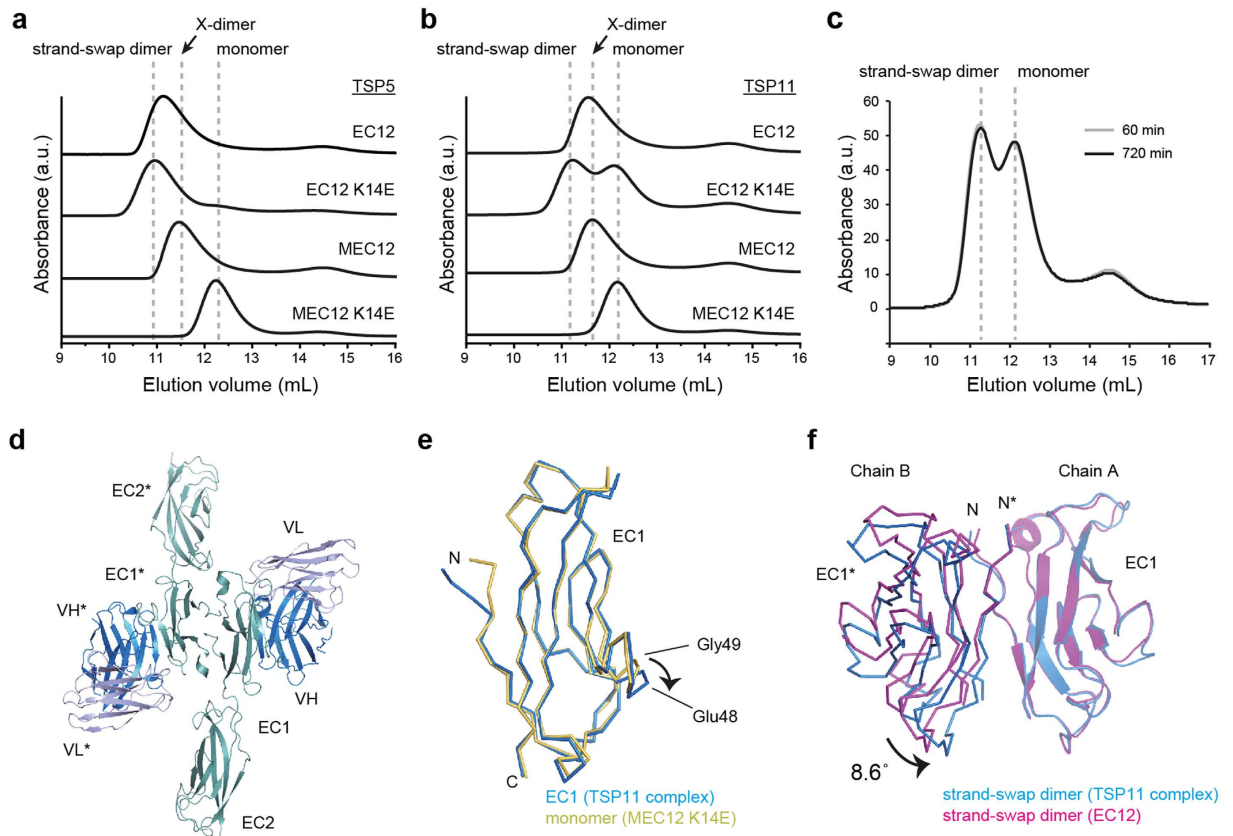 a
X-dimer
strand-swap dimer
monomer
TSP5
EC12
EC12 K14E
MEC12
MEC12 K14E
Absorbance (a.u.)
9 10 11 12 13 14 15 16
Elution volume (mL)
b
X-dimer
strand-swap dimer
monomer
TSP11
EC12
EC12 K14E
MEC12
MEC12 K14E
Absorbance (a.u.)
9 10 11 12 13 14 15 16
Elution volume (mL)
c
strand-swap dimer
monomer
60
50
40
30
20
10
0
60 min
720 min
Absorbance (a.u.)
9 10 11 12 13 14 15 16 17
Elution volume (mL)
d
EC2*
VL
EC1*
VH*
VH
VL*
EC1
EC2
e
N
EC1
Gly49
Glu48
C
EC1 (TSP11 complex)
monomer (MEC12 K14E)
f
Chain B
Chain A
N
N*
EC1*
EC1
8.6°
strand-swap dimer (TSP11 complex)
strand-swap dimer (EC12)